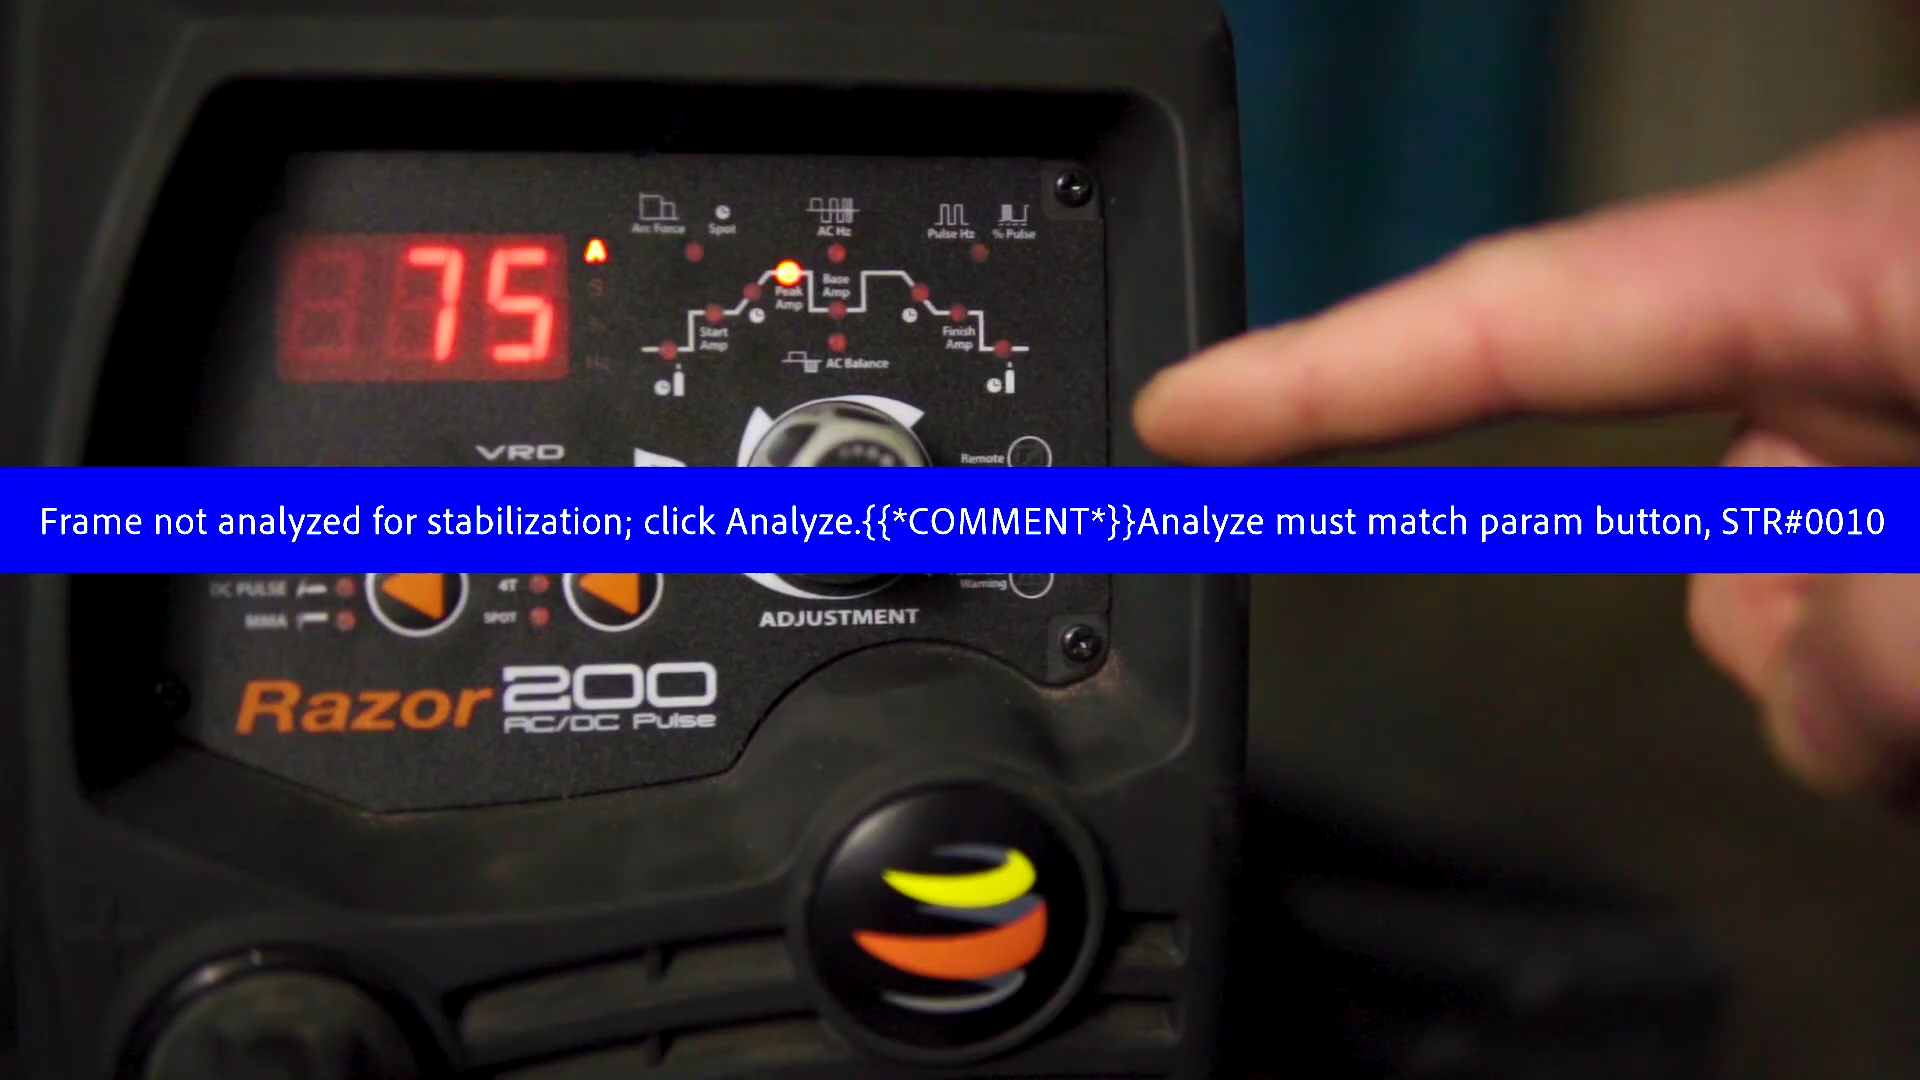 Arc Force
Spot
AC Hz
Pulse Hz
% Pulse
75
A
S
Hz
Peak
Amp
Base
Amp
Start
Amp
Finish
Amp
AC Balance
VRD
Remote
Frame not analyzed for stabilization; click Analyze.{{*COMMENT*}}Analyze must match param button, STR#0010
DC PULSE
4T
Warning
MMA
SPOT
ADJUSTMENT
Razor 200
AC/DC Pulse